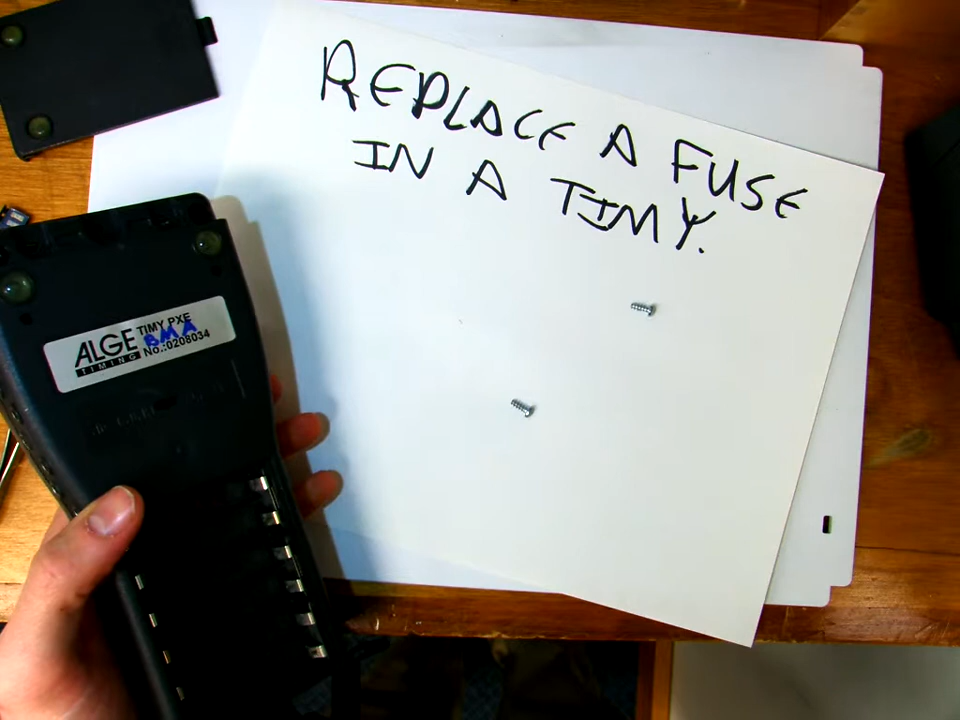 REPLACE A FUSE
IN A TIMY.
ALGE
TIMING
TIMY PXE
BMA
No.:0208034